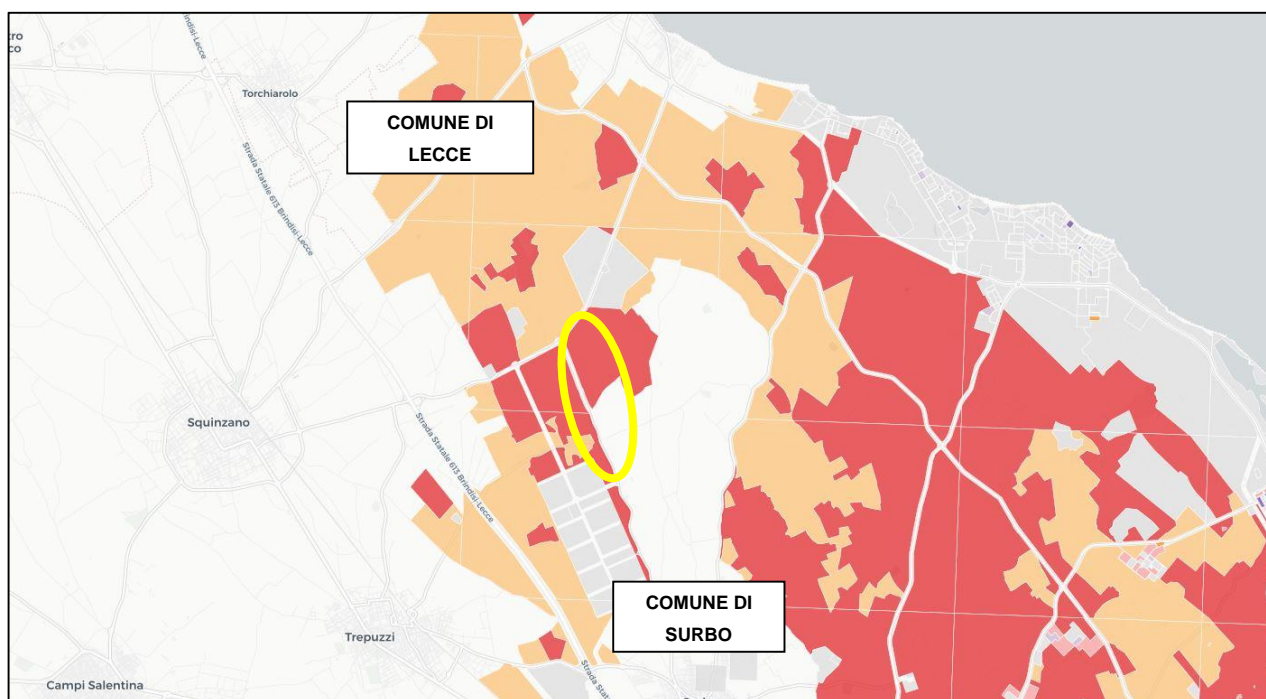 Torchiarolo
COMUNE DI
LECCE
Strada Statale 613 Brindisi-Lecce
Squinzano
Strada Statale 613 Brindisi-Lecce
COMUNE DI
SURBO
Trepuzzi
Campi Salentina